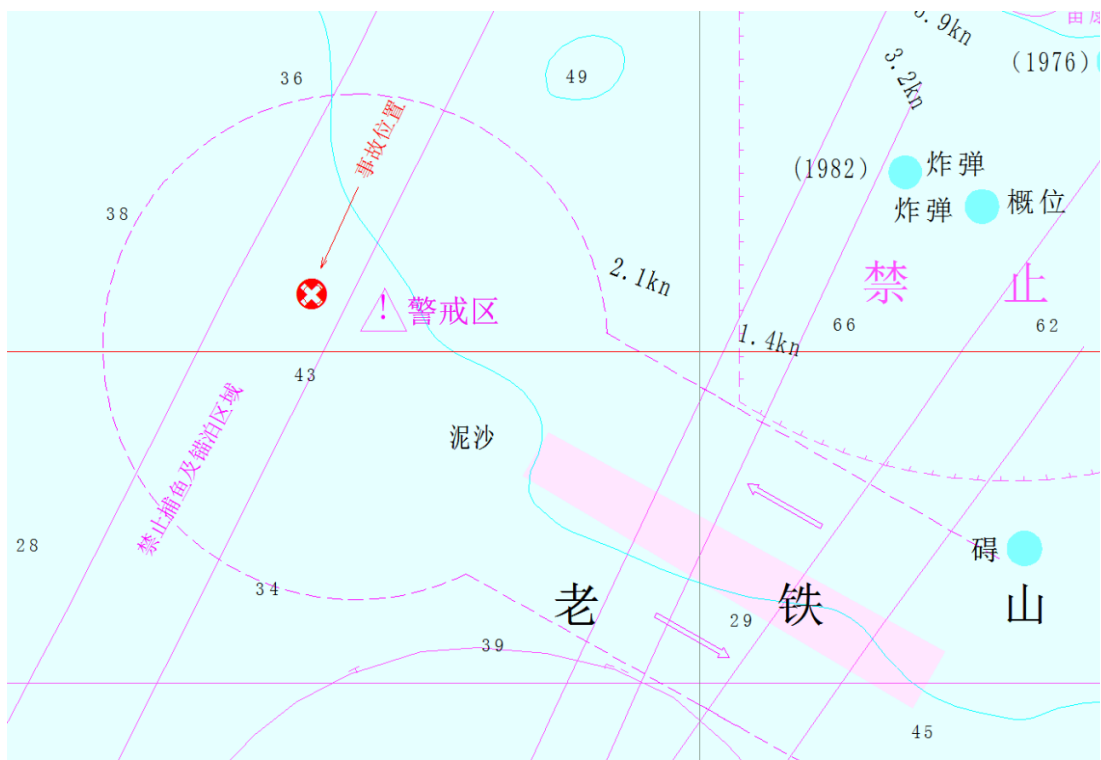 5.9kn
(1976)
36
49
3.2kn
事故位置
(1982)
炸弹
炸弹
概位
38
2.1kn
禁止
!
警戒区
66
62
1.4kn
43
泥沙
禁止捕鱼及锚泊区域
28
碍
34
老铁山
29
39
45